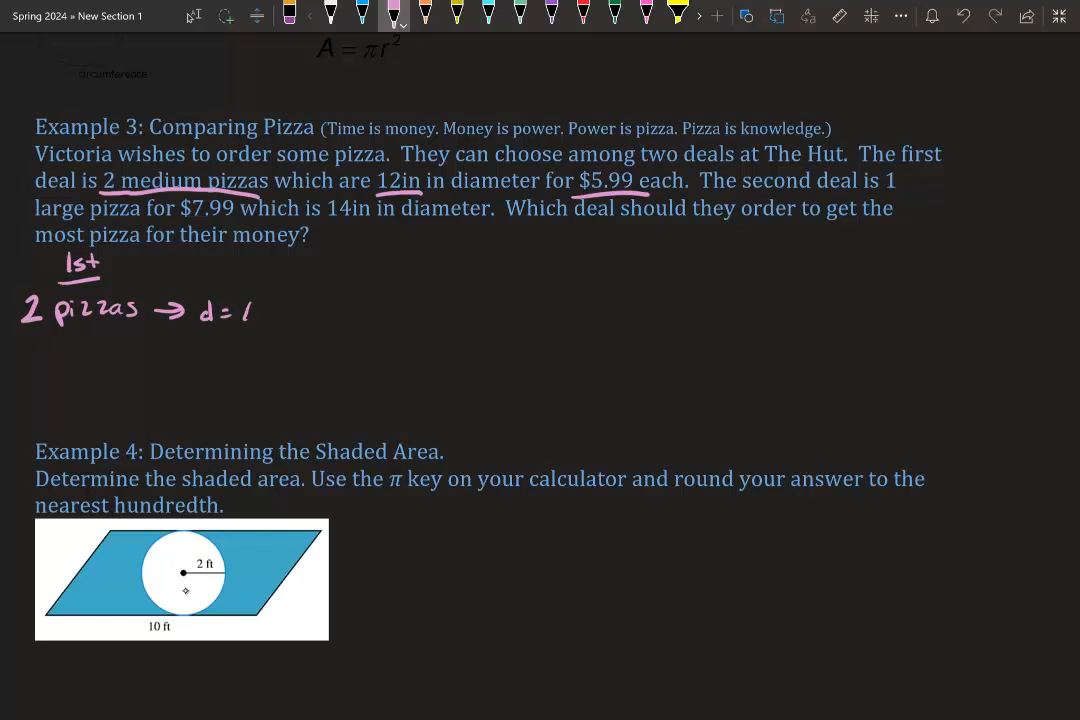 Spring 2024 » New Section 1
A = πr²
circumference
Example 3: Comparing Pizza (Time is money. Money is power. Power is pizza. Pizza is knowledge.)
Victoria wishes to order some pizza. They can choose among two deals at The Hut. The first
deal is 2 medium pizzas which are 12in in diameter for $5.99 each. The second deal is 1
large pizza for $7.99 which is 14in in diameter. Which deal should they order to get the
most pizza for their money?
1st
2 pizzas → d = 1
Example 4: Determining the Shaded Area.
Determine the shaded area. Use the π key on your calculator and round your answer to the
nearest hundredth.
2 ft
10 ft